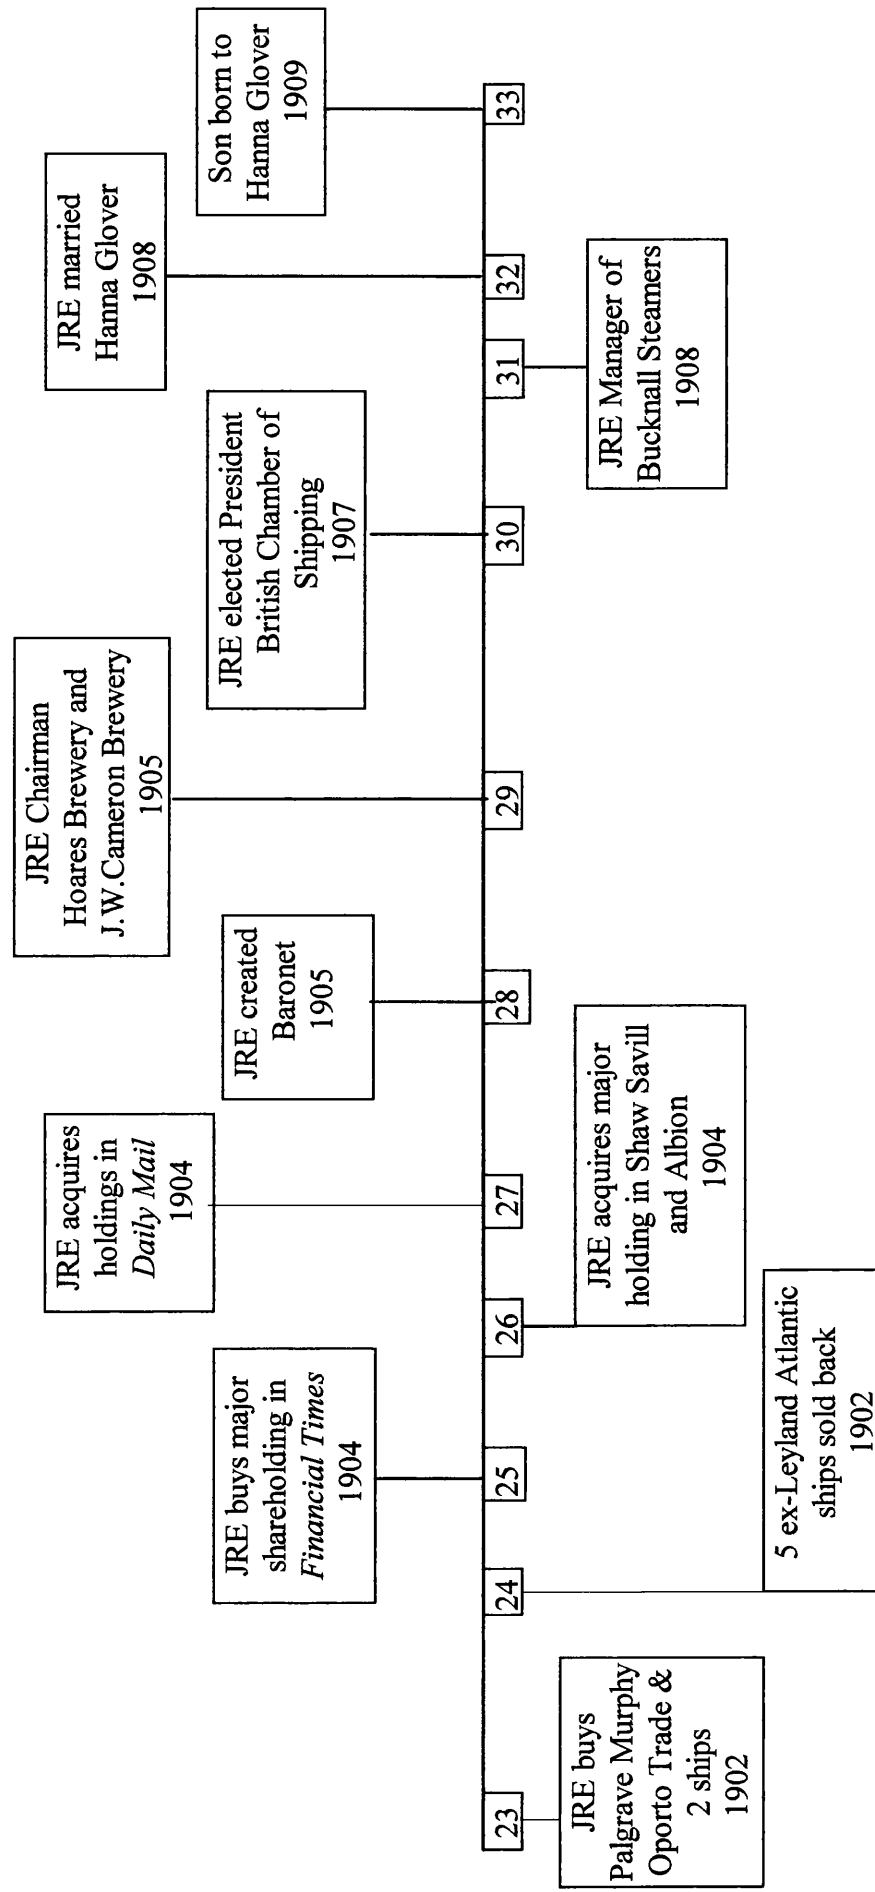 JRE buys
Palgrave Murphy
Oporto Trade &
2 ships
1902
23
5 ex-Leyland Atlantic
ships sold back
1902
24
JRE buys major
shareholding in
Financial Times
1904
25
JRE acquires major
holding in Shaw Savill
and Albion
1904
26
JRE acquires
holdings in
Daily Mail
1904
27
JRE created
Baronet
1905
28
JRE Chairman
Hoares Brewery and
J.W.Cameron Brewery
1905
29
JRE elected President
British Chamber of
Shipping
1907
30
JRE Manager of
Bucknall Steamers
1908
31
JRE married
Hanna Glover
1908
32
Son born to
Hanna Glover
1909
33